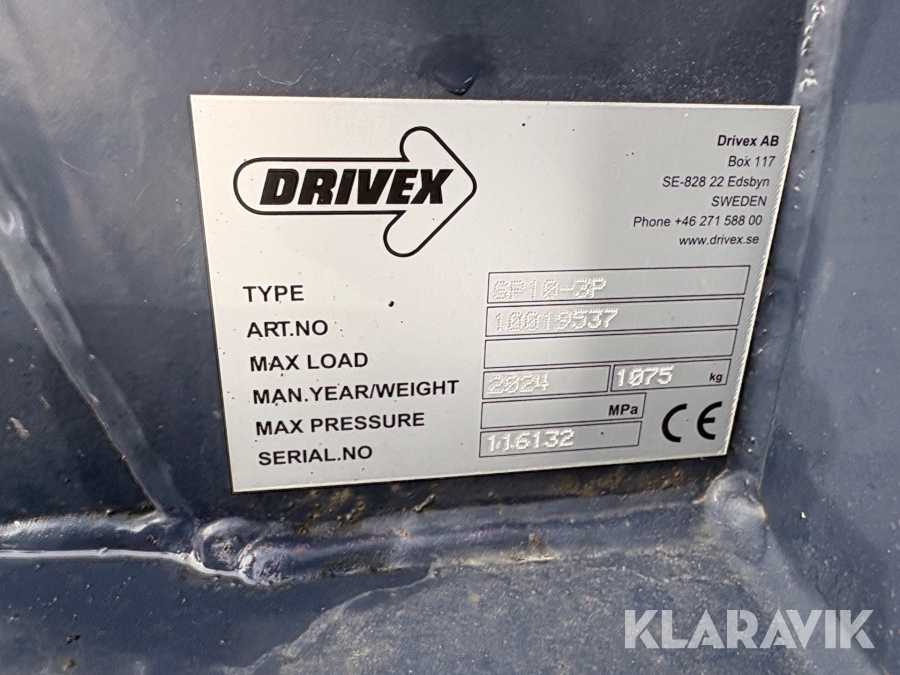 DRIVEX
Drivex AB
Box 117
SE-828 22 Edsbyn
SWEDEN
Phone +46 271 588 00
www.drivex.se
TYPE SP10-3P
ART.NO 10019537
MAX LOAD
MAN.YEAR/WEIGHT 2024 1075 kg
MAX PRESSURE MPa
SERIAL.NO 116132
CE
KLARAVIK